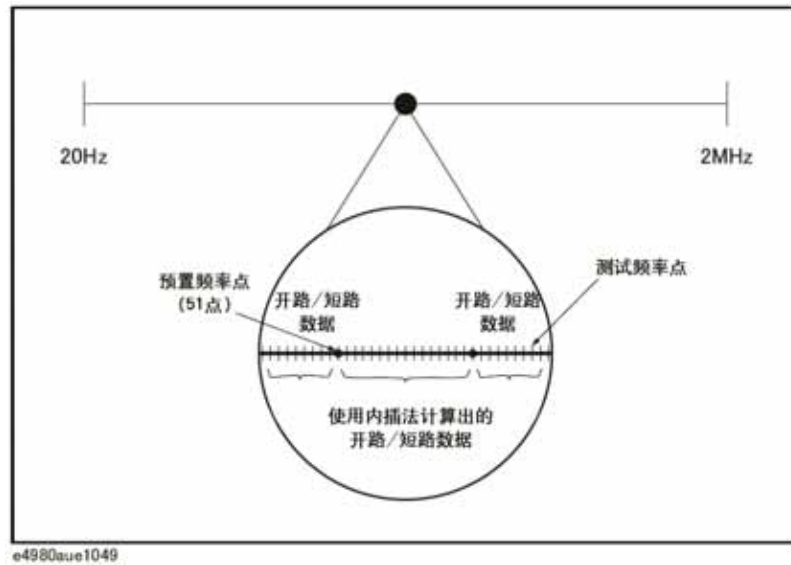 20Hz
2MHz
预置频率点
(51点)
开路/短路
数据
开路/短路
数据
测试频率点
使用内插法计算出的
开路/短路数据
e4980aue1049